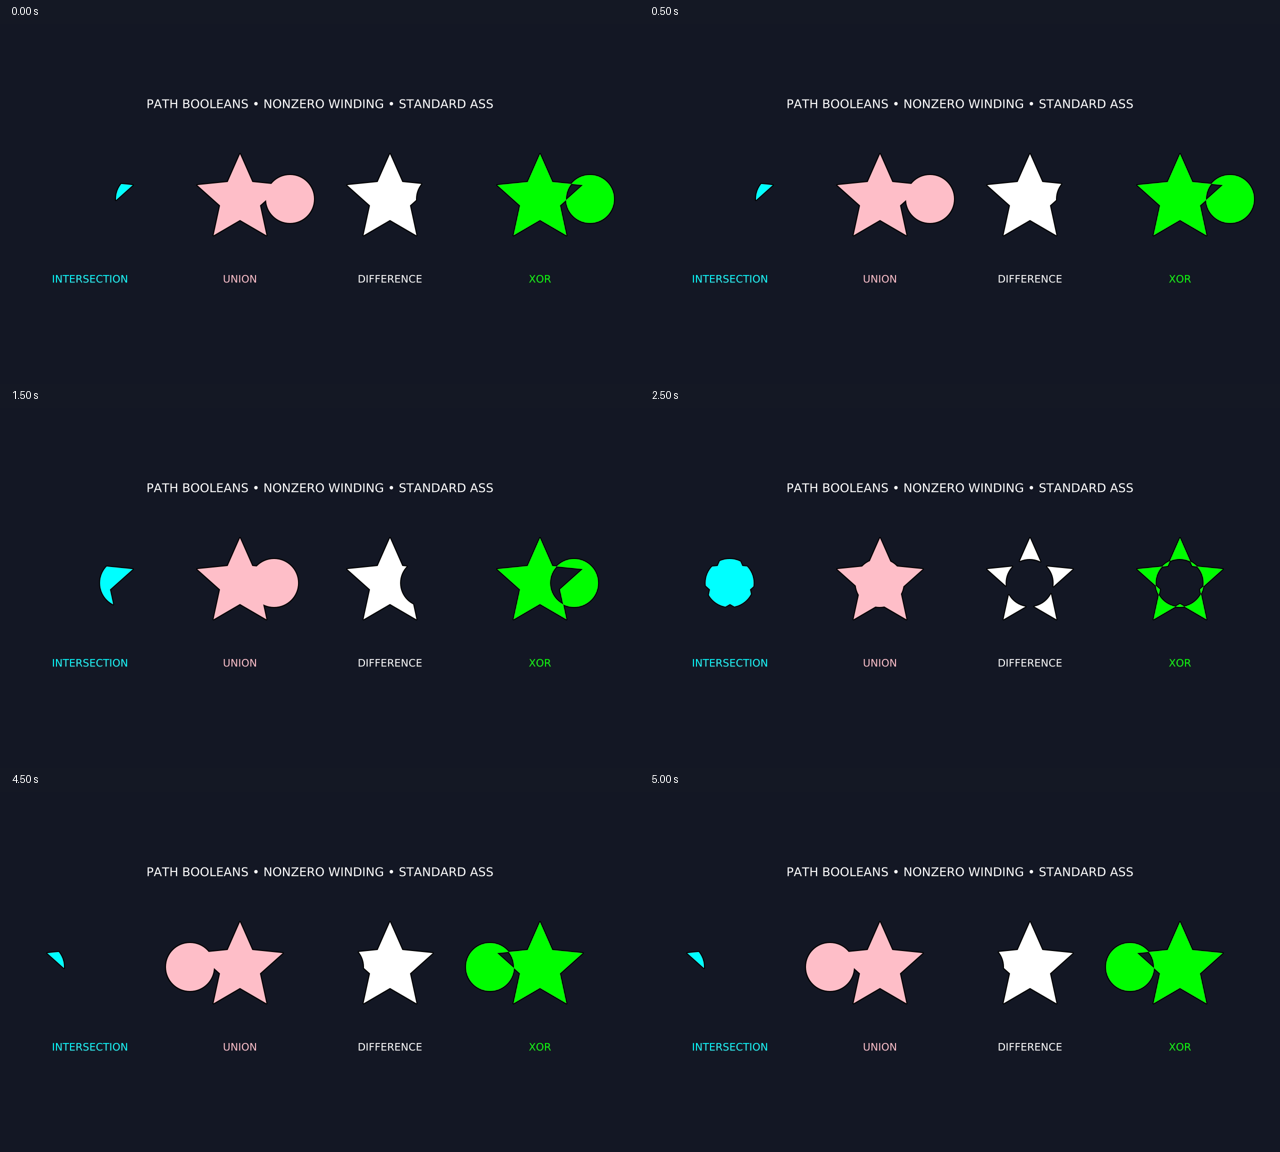 0.00 s
0.50 s
PATH BOOLEANS • NONZERO WINDING • STANDARD ASS
PATH BOOLEANS • NONZERO WINDING • STANDARD ASS
INTERSECTION UNION DIFFERENCE XOR
INTERSECTION UNION DIFFERENCE XOR
1.50 s
2.50 s
PATH BOOLEANS • NONZERO WINDING • STANDARD ASS
PATH BOOLEANS • NONZERO WINDING • STANDARD ASS
INTERSECTION UNION DIFFERENCE XOR
INTERSECTION UNION DIFFERENCE XOR
4.50 s
5.00 s
PATH BOOLEANS • NONZERO WINDING • STANDARD ASS
PATH BOOLEANS • NONZERO WINDING • STANDARD ASS
INTERSECTION UNION DIFFERENCE XOR
INTERSECTION UNION DIFFERENCE XOR